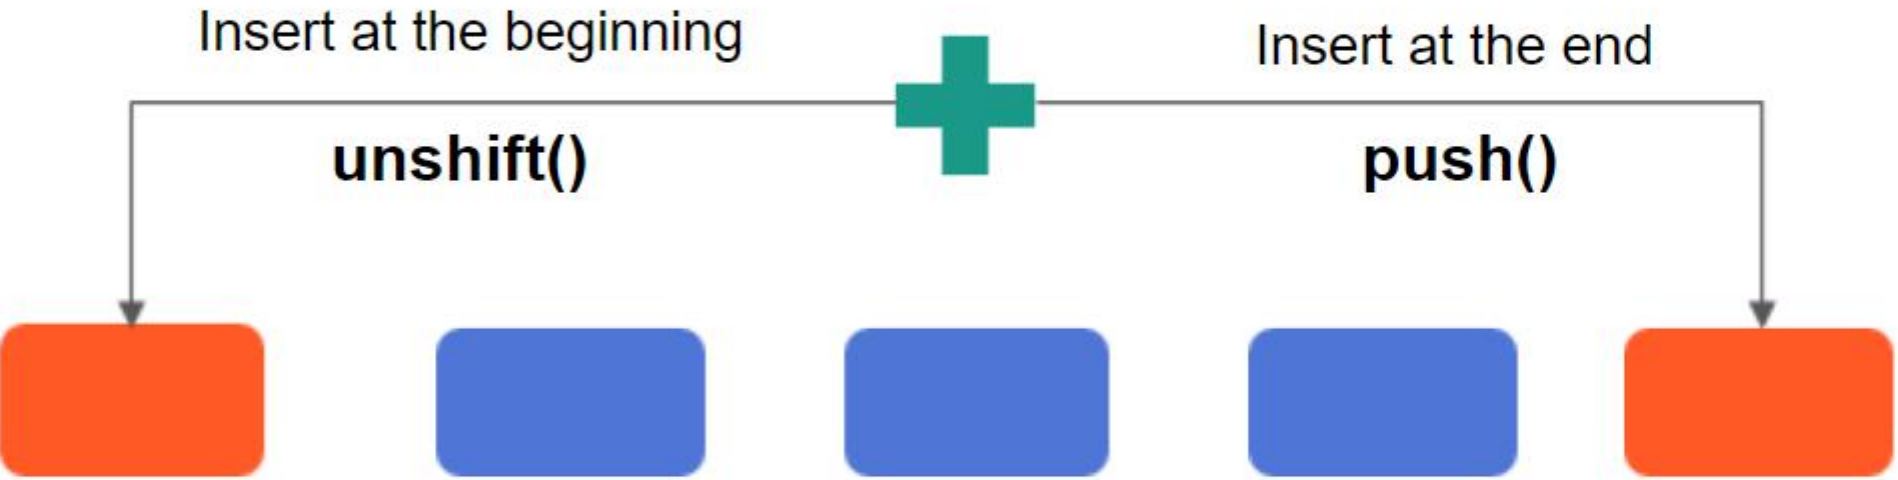 Insert at the beginning
Insert at the end
unshift()
push()